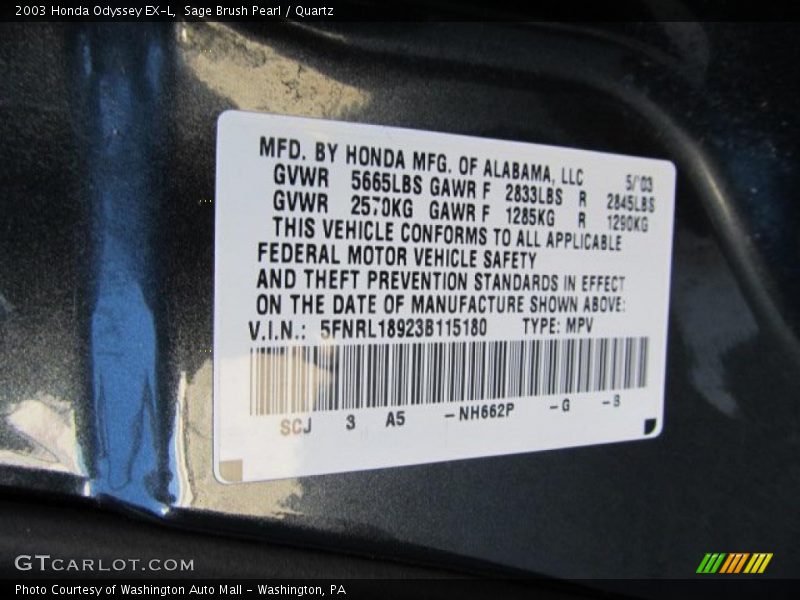 2003 Honda Odyssey EX-L, Sage Brush Pearl / Quartz
MFD. BY HONDA MFG. OF ALABAMA, LLC 5/'03
GVWR 5665LBS GAWR F 2833LBS R 2845LBS
GVWR 2570KG GAWR F 1285KG R 1290KG
THIS VEHICLE CONFORMS TO ALL APPLICABLE
FEDERAL MOTOR VEHICLE SAFETY
AND THEFT PREVENTION STANDARDS IN EFFECT
ON THE DATE OF MANUFACTURE SHOWN ABOVE:
V.I.N.: 5FNRL18923B115180 TYPE: MPV
SCJ 3 A5 -NH662P -G -B
GTCARLOT.COM
Photo Courtesy of Washington Auto Mall - Washington, PA